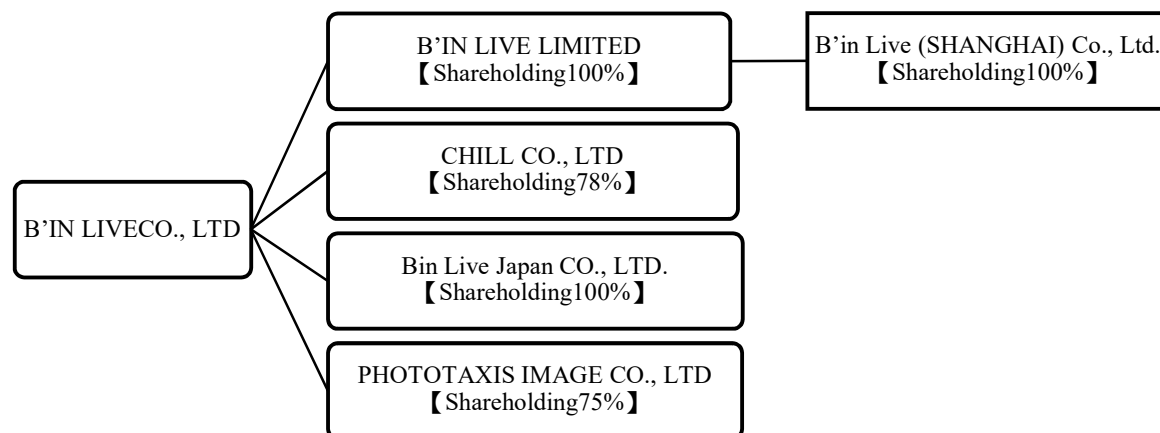 B’IN LIVE LIMITED
【Shareholding100%】
B’in Live (SHANGHAI) Co., Ltd.
【Shareholding100%】
CHILL CO., LTD
【Shareholding78%】
B’IN LIVECO., LTD
Bin Live Japan CO., LTD.
【Shareholding100%】
PHOTOTAXIS IMAGE CO., LTD
【Shareholding75%】